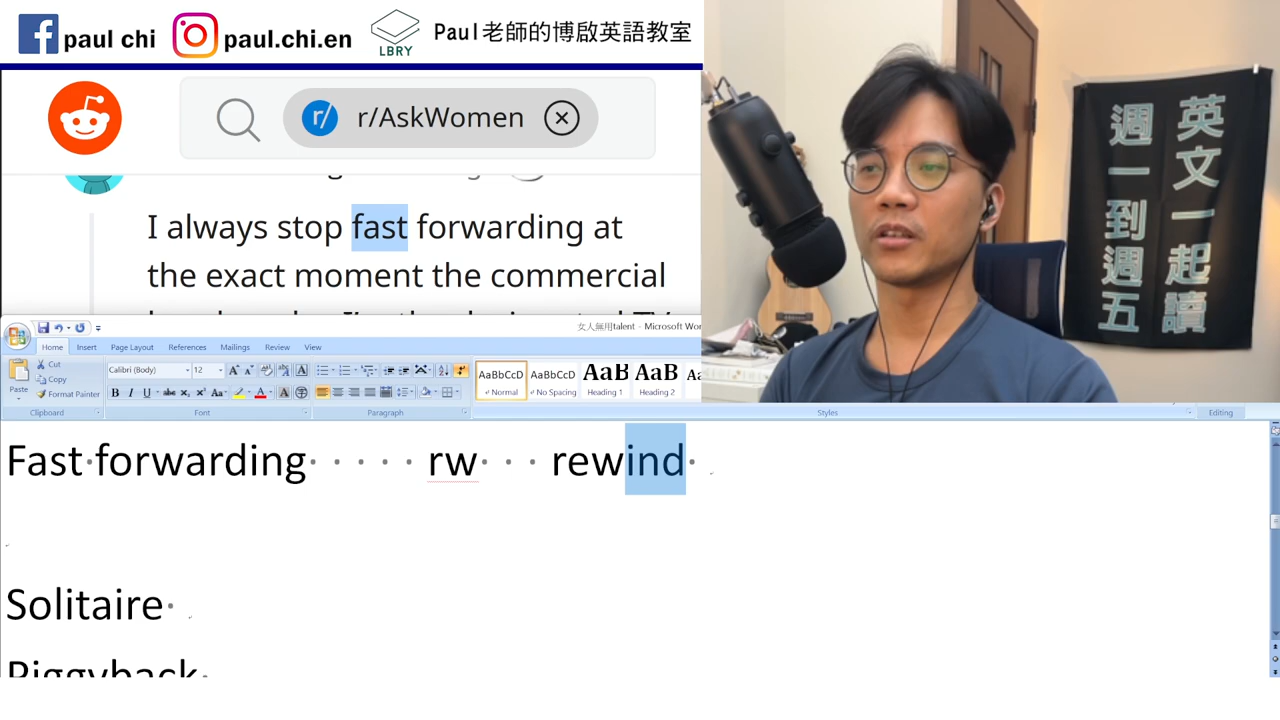 paul chi
paul.chi.en
LBRY
Paul老師的博啟英語教室
r/
r/AskWomen
I always stop fast forwarding at
the exact moment the commercial
女人無用talent - Microsoft Wor
Home Insert Page Layout References Mailings Review View
Paste
Cut
Copy
Format Painter
Calibri (Body) 12
AaBbCcD AaBbCcD AaBb AaB
Normal No Spacing Heading 1 Heading 2
Clipboard Font Paragraph Styles Editing
Fast forwarding rw rewind
Solitaire
Piggyback
英文一起讀
週一到週五